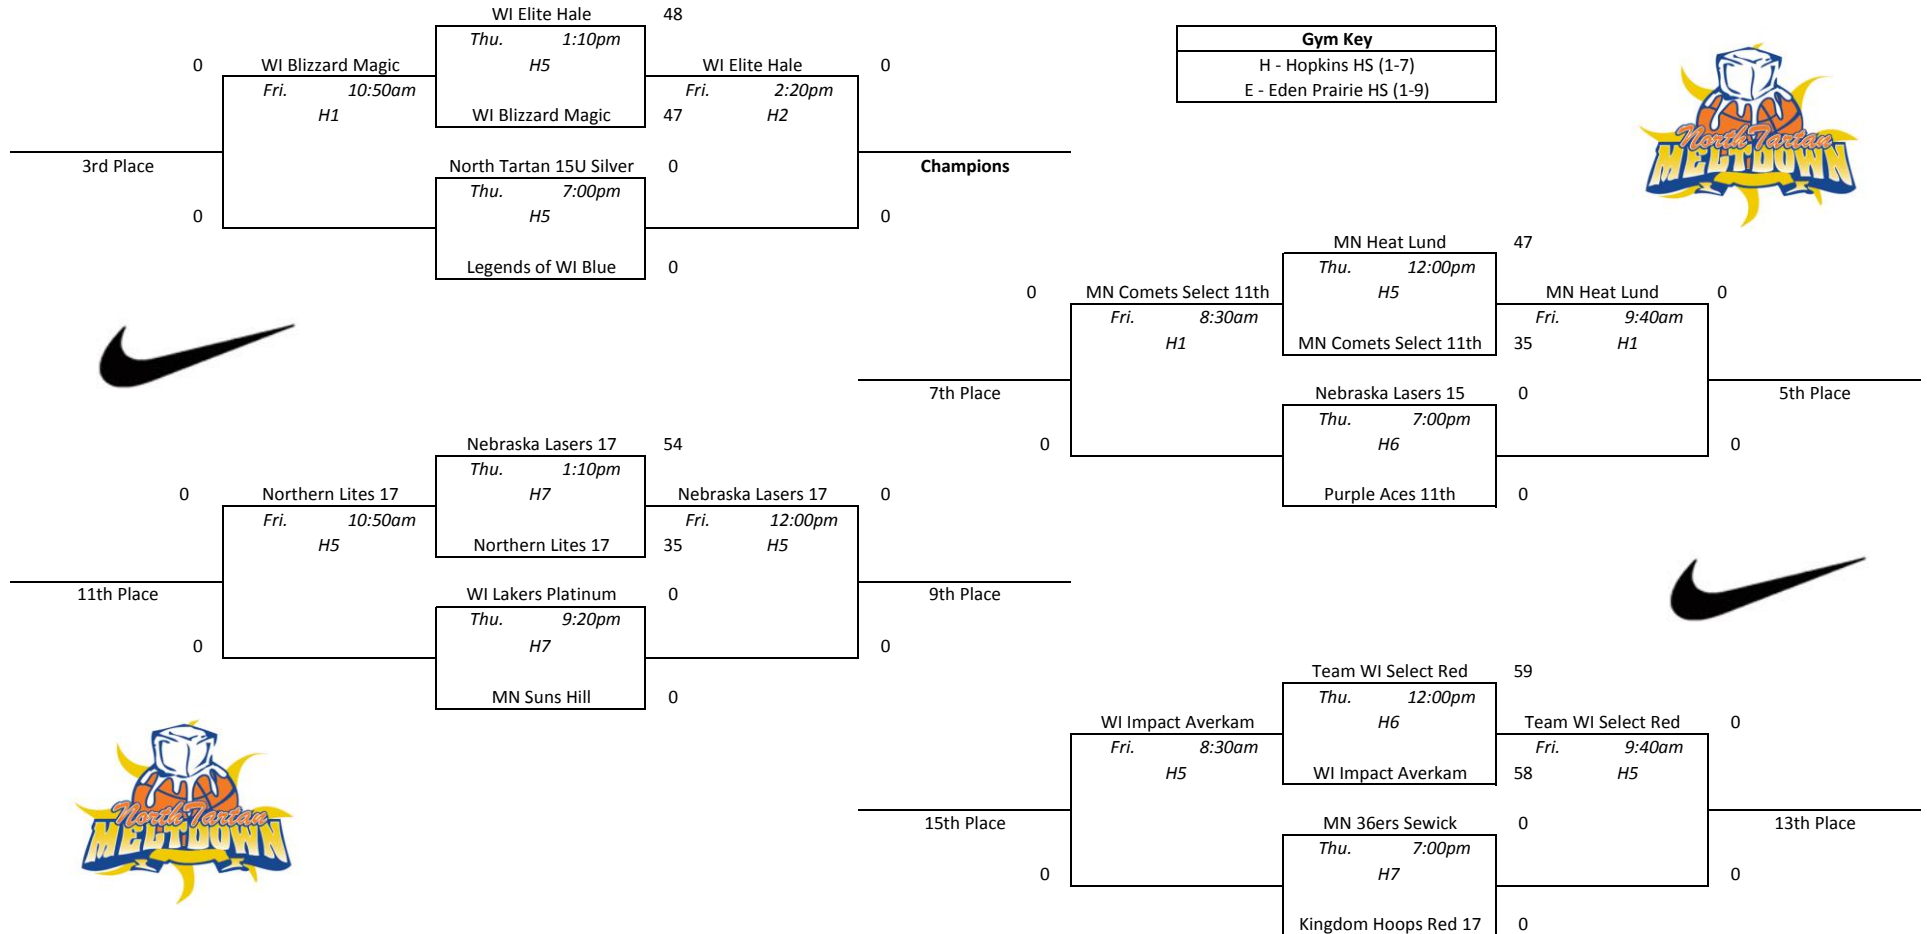 WI Elite Hale 48
Thu. 1:10pm
Gym Key
0 WI Blizzard Magic H5 WI Elite Hale 0
H - Hopkins HS (1-7)
Fri. 10:50am Fri. 2:20pm
E - Eden Prairie HS (1-9)
H1 WI Blizzard Magic 47 H2
North Tartan
MELTDOWN
3rd Place North Tartan 15U Silver 0 Champions
Thu. 7:00pm
0 H5 0
MN Heat Lund 47
Legends of WI Blue 0 Thu. 12:00pm
0 MN Comets Select 11th H5 MN Heat Lund 0
Fri. 8:30am Fri. 9:40am
H1 MN Comets Select 11th 35 H1
7th Place Nebraska Lasers 15 0 5th Place
Thu. 7:00pm
Nebraska Lasers 17 54 0 H6 0
Thu. 1:10pm
0 Northern Lites 17 H7 Nebraska Lasers 17 0 Purple Aces 11th 0
Fri. 10:50am Fri. 12:00pm
H5 Northern Lites 17 35 H5
11th Place WI Lakers Platinum 0 9th Place
Thu. 9:20pm
0 H7 0
Team WI Select Red 59
MN Suns Hill 0 Thu. 12:00pm
WI Impact Averkam H6 Team WI Select Red 0
Fri. 8:30am Fri. 9:40am
H5 WI Impact Averkam 58 H5
North Tartan
MELTDOWN
15th Place MN 36ers Sewick 0 13th Place
Thu. 7:00pm
0 H7 0
Kingdom Hoops Red 17 0